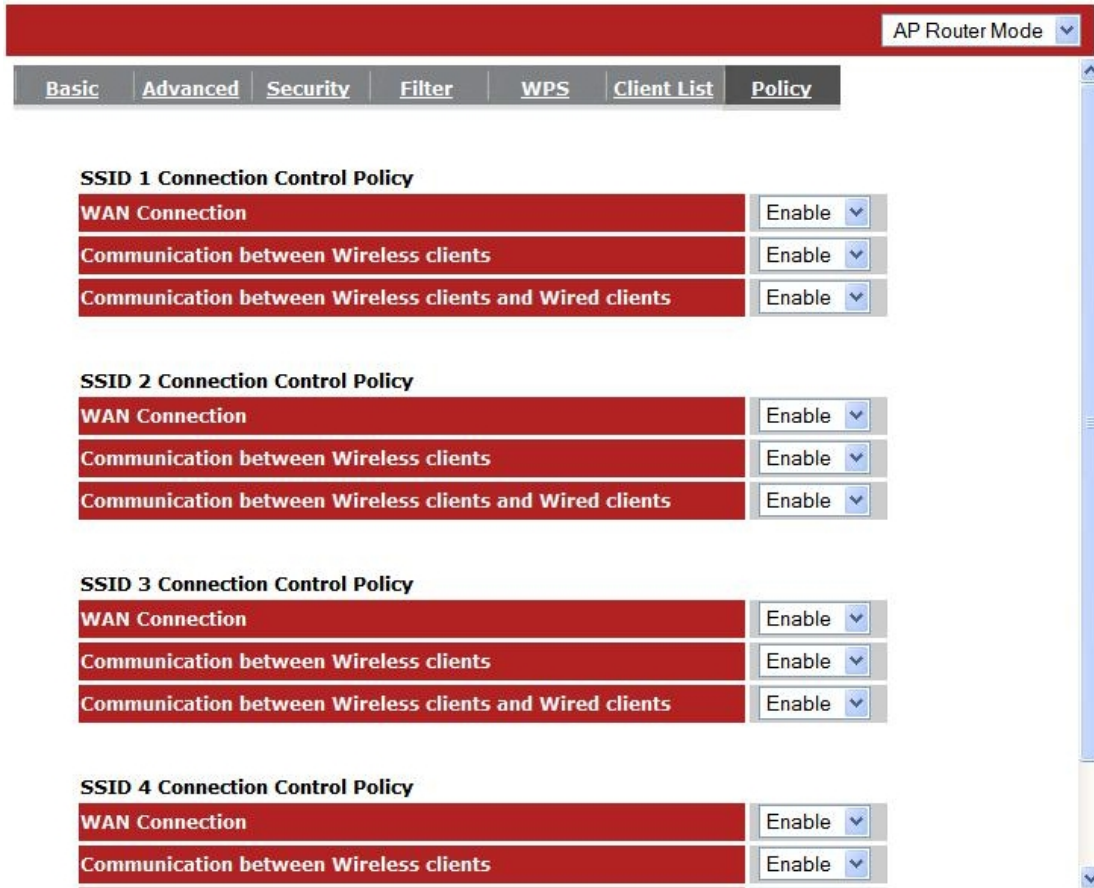 AP Router Mode
Basic Advanced Security Filter WPS Client List Policy
SSID 1 Connection Control Policy
WAN Connection Enable
Communication between Wireless clients Enable
Communication between Wireless clients and Wired clients Enable
SSID 2 Connection Control Policy
WAN Connection Enable
Communication between Wireless clients Enable
Communication between Wireless clients and Wired clients Enable
SSID 3 Connection Control Policy
WAN Connection Enable
Communication between Wireless clients Enable
Communication between Wireless clients and Wired clients Enable
SSID 4 Connection Control Policy
WAN Connection Enable
Communication between Wireless clients Enable